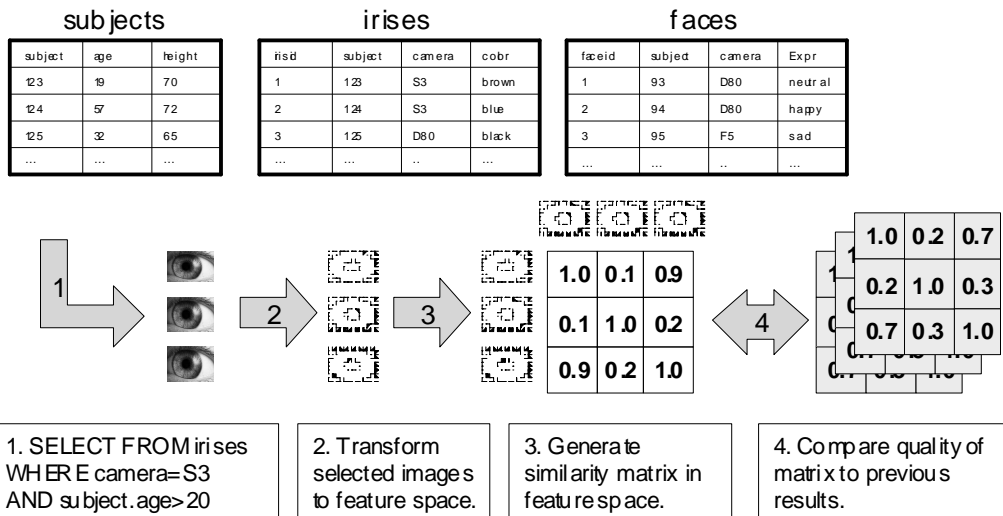 subjects irises faces
subject age height
123 19 70
124 57 72
125 32 65
... ... ...
irisid subject camera color
1 123 S3 brown
2 124 S3 blue
3 125 D80 black
... ... .. ...
faceid subject camera Expr
1 93 D80 neutral
2 94 D80 happy
3 95 F5 sad
... ... .. ...
1
2
3
1.0 0.1 0.9
0.1 1.0 0.2
0.9 0.2 1.0
4
1.0 0.2 0.7
0.2 1.0 0.3
0.7 0.3 1.0
1. SELECT FROM irises
WHERE camera=S3
AND subject.age>20
2. Transform
selected images
to feature space.
3. Generate
similarity matrix in
feature space.
4. Compare quality of
matrix to previous
results.